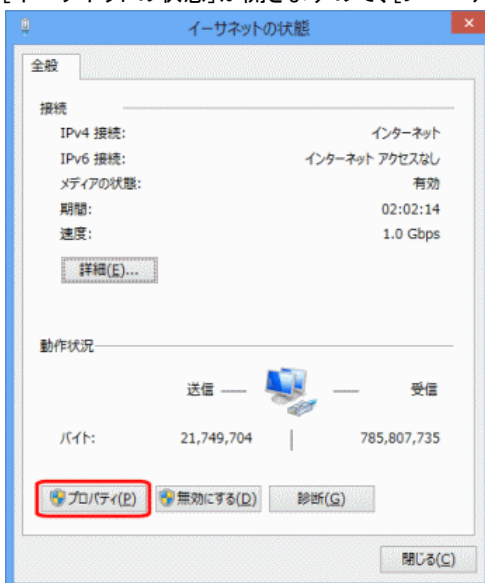 イーサネットの状態
全般
接続
IPv4 接続: インターネット
IPv6 接続: インターネット アクセスなし
メディアの状態: 有効
期間: 02:02:14
速度: 1.0 Gbps
詳細(E)...
動作状況
送信 受信
バイト: 21,749,704 785,807,735
プロパティ(P) 無効にする(D) 診断(G)
閉じる(C)